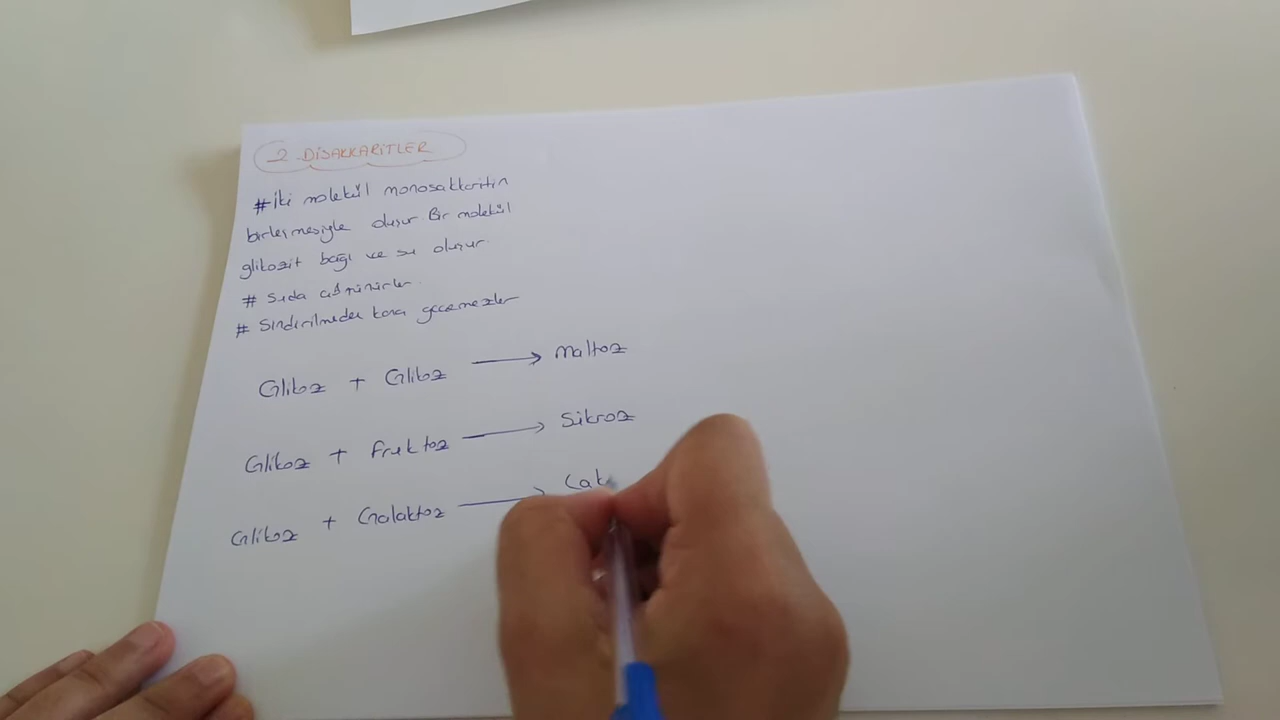 2. DİSAKKARİTLER
#İki molekül monosakkaritin
birleşmesiyle oluşur Bir molekül
glikozit bağı ve su oluşur.
# Suda çözünürler.
# Sindirilmeden kana geçemezler
Glikoz + Glikoz → Maltoz
Glikoz + Fruktoz → Sükroz
Glikoz + Galaktoz → Lak